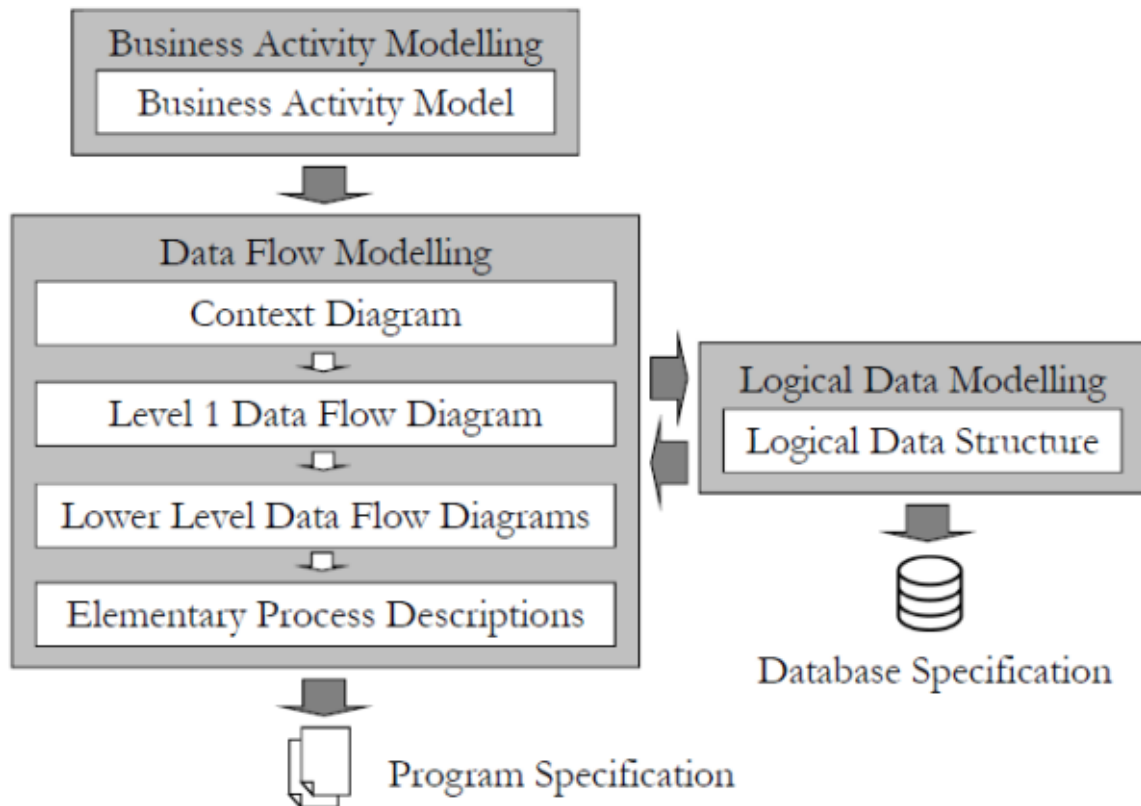 Business Activity Modelling
Business Activity Model
Data Flow Modelling
Context Diagram
Level 1 Data Flow Diagram
Lower Level Data Flow Diagrams
Elementary Process Descriptions
Logical Data Modelling
Logical Data Structure
Database Specification
Program Specification